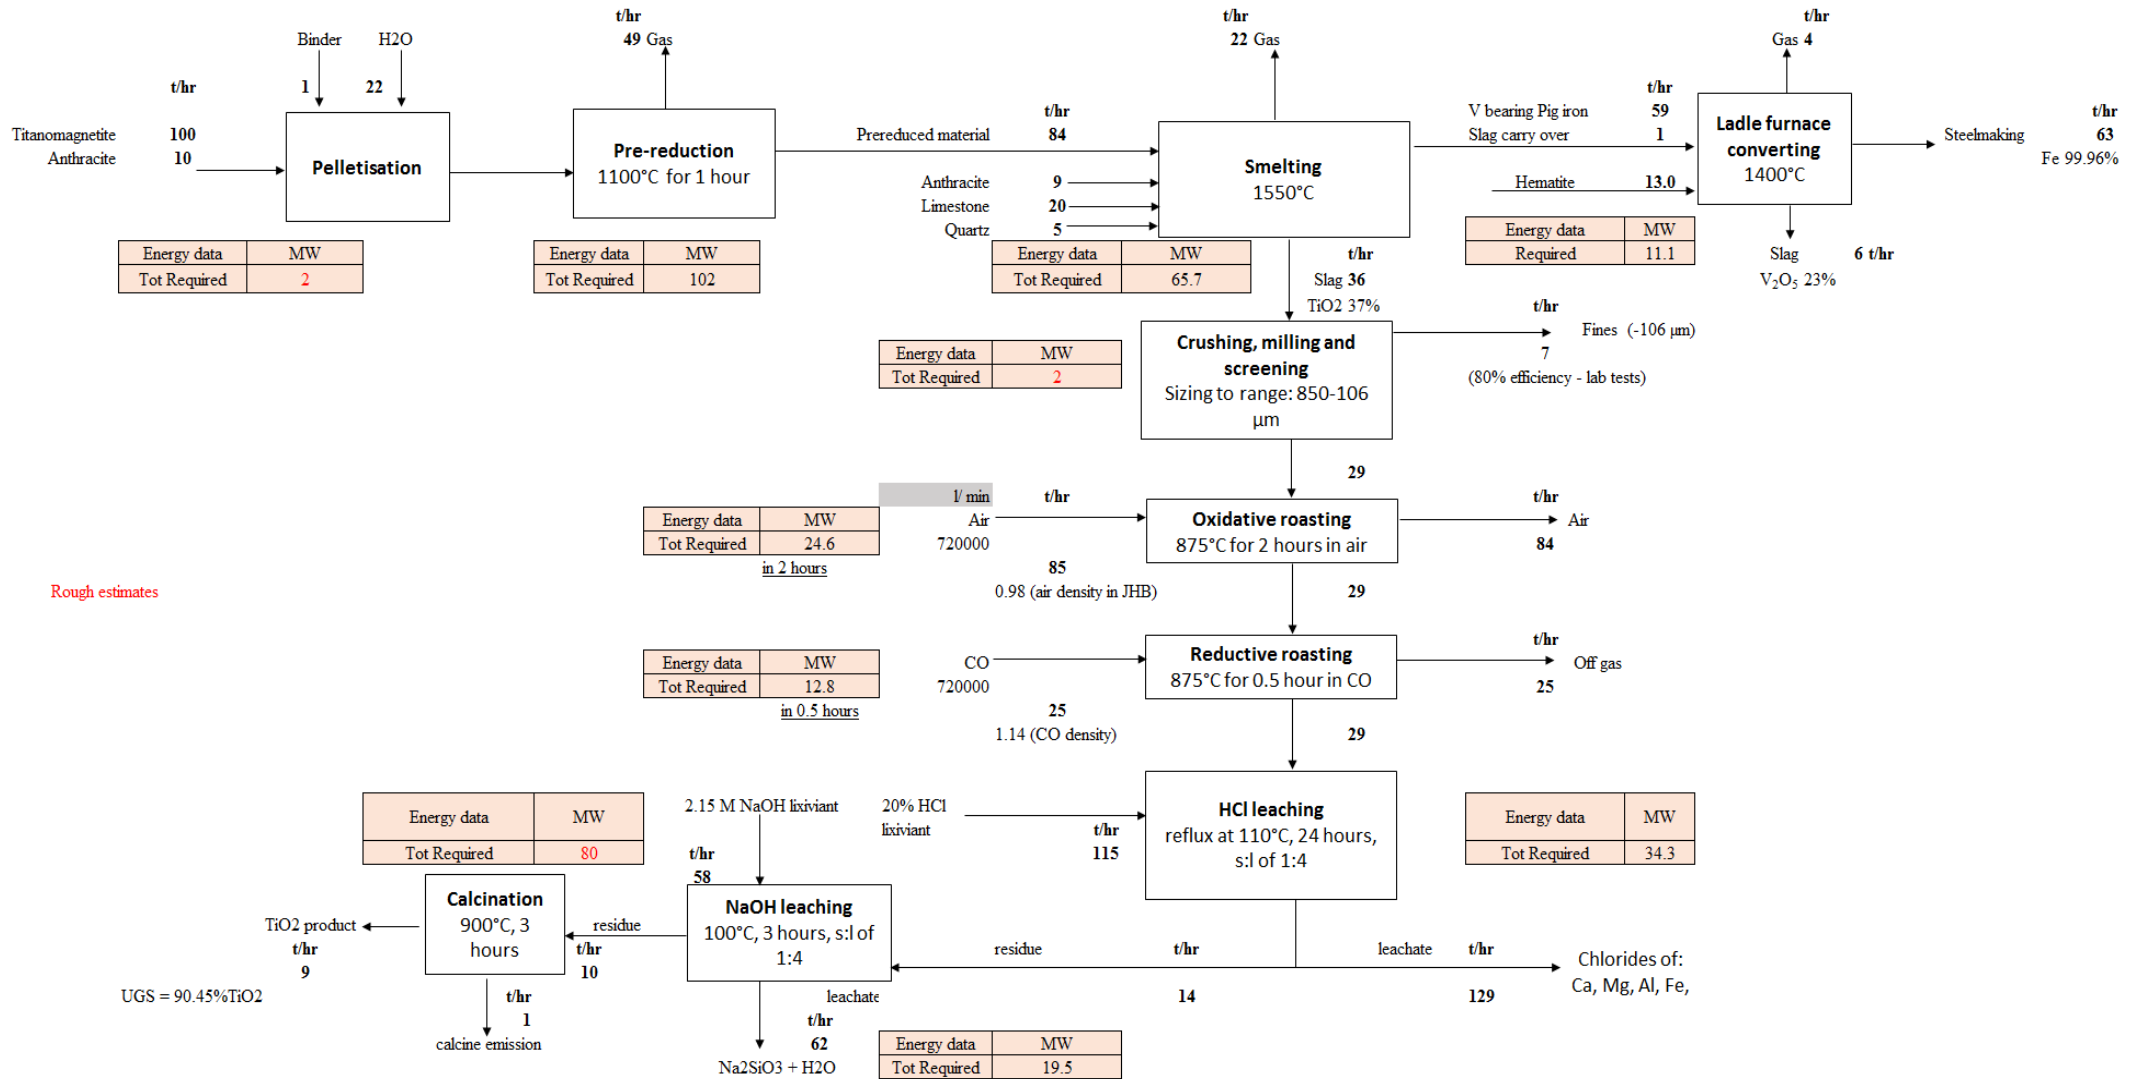 t/hr
49 Gas
t/hr
22 Gas
t/hr
Gas 4
Binder
H2O
t/hr
1
22
Titanomagnetite 100
Anthracite 10
Pelletisation
Pre-reduction
1100°C for 1 hour
t/hr
Prereduced material 84
Anthracite 9
Limestone 20
Quartz 5
Smelting
1550°C
t/hr
V bearing Pig iron 59
Slag carry over 1
Hematite 13.0
Ladle furnace
converting
1400°C
t/hr
Steelmaking 63
Fe 99.96%
Energy data MW
Tot Required 2
Energy data MW
Tot Required 102
Energy data MW
Tot Required 65.7
Energy data MW
Required 11.1
t/hr
Slag 36
TiO2 37%
Slag 6 t/hr
V₂O₅ 23%
Energy data MW
Tot Required 2
Crushing, milling and
screening
Sizing to range: 850-106
µm
t/hr
Fines (-106 µm)
7
(80% efficiency - lab tests)
29
l/ min t/hr
Air
720000
85
0.98 (air density in JHB)
Energy data MW
Tot Required 24.6
in 2 hours
Oxidative roasting
875°C for 2 hours in air
t/hr
Air
84
Rough estimates
29
Energy data MW
Tot Required 12.8
in 0.5 hours
CO
720000
25
1.14 (CO density)
Reductive roasting
875°C for 0.5 hour in CO
t/hr
Off gas
25
29
Energy data MW
Tot Required 80
2.15 M NaOH lixiviant
t/hr
58
20% HCl
lixiviant
t/hr
115
HCl leaching
reflux at 110°C, 24 hours,
s:l of 1:4
Energy data MW
Tot Required 34.3
Calcination
900°C, 3
hours
TiO2 product
t/hr
9
UGS = 90.45%TiO2
t/hr
1
calcine emission
residue
t/hr
10
NaOH leaching
100°C, 3 hours, s:l of
1:4
residue t/hr
14
leachate t/hr
129
Chlorides of:
Ca, Mg, Al, Fe,
leachate
t/hr
62
Na2SiO3 + H2O
Energy data MW
Tot Required 19.5